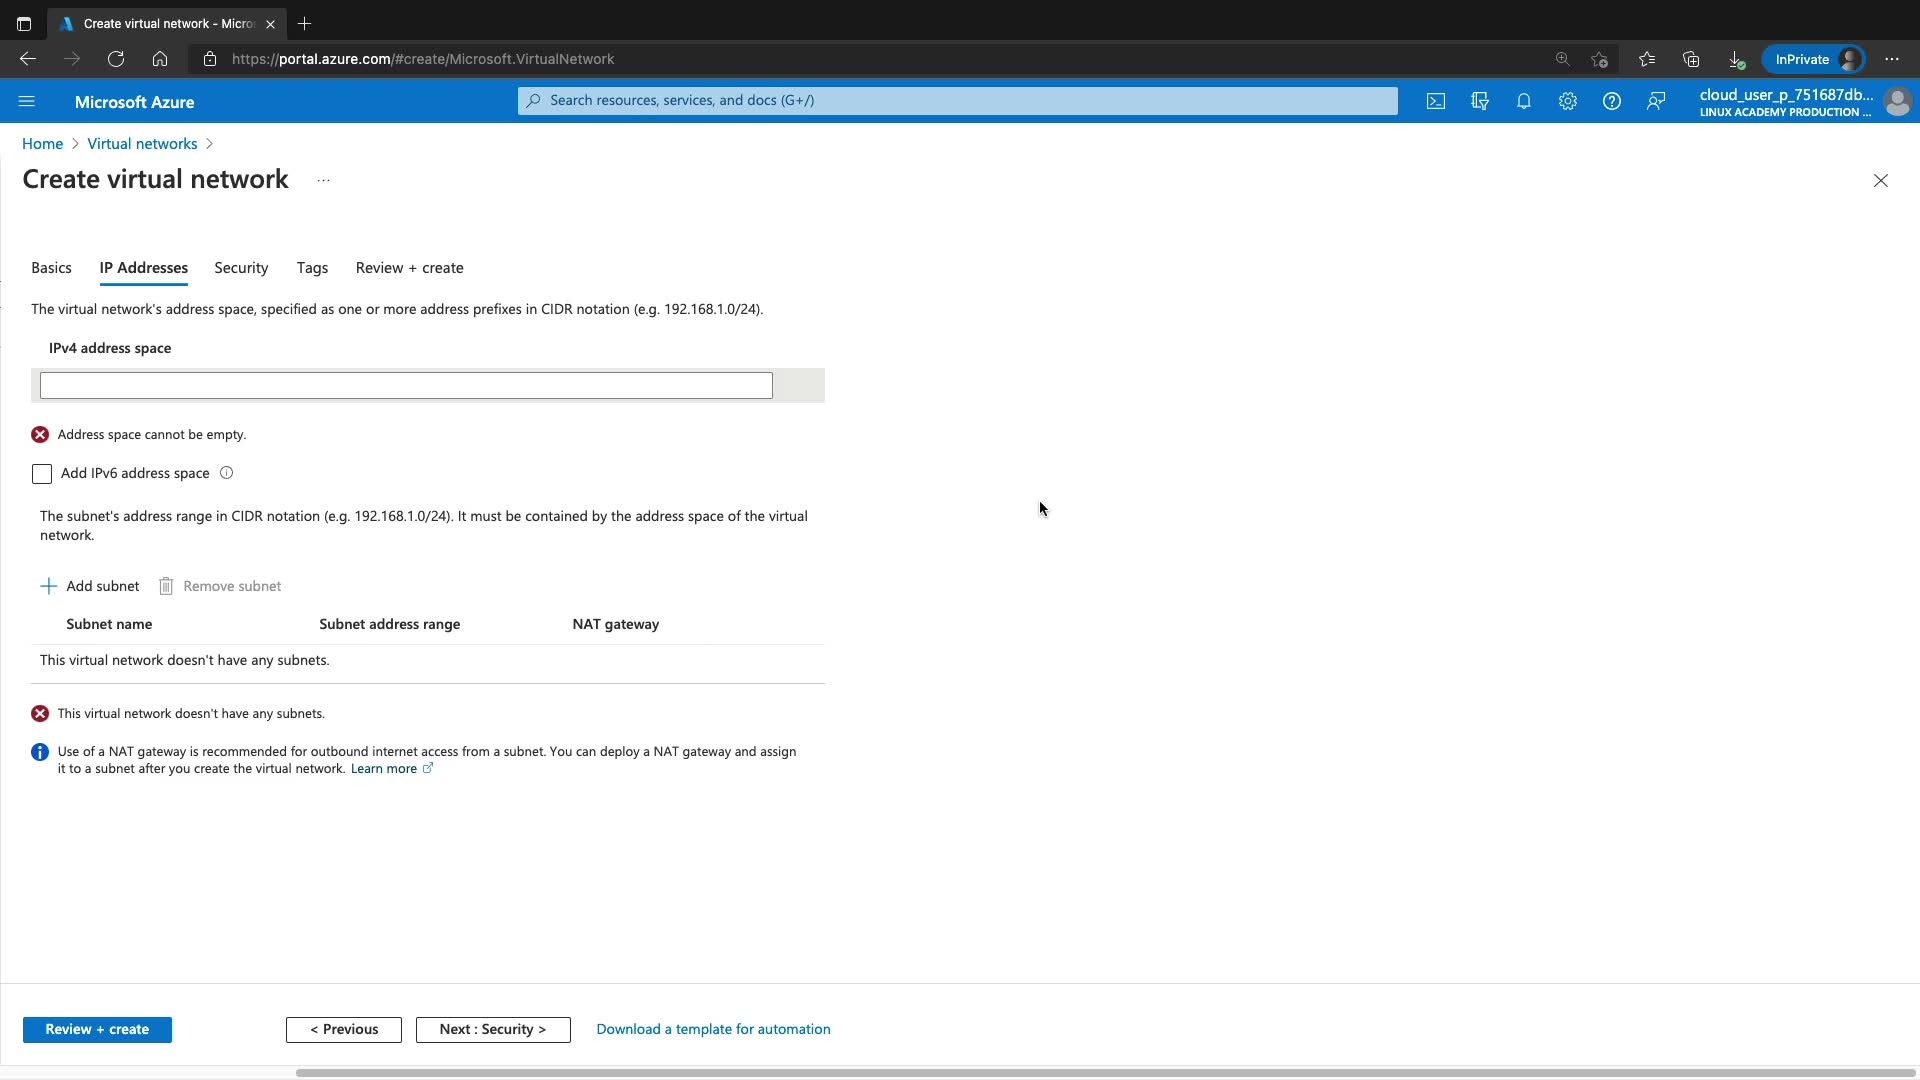 Create virtual network - Micro
https://portal.azure.com/#create/Microsoft.VirtualNetwork
InPrivate
Microsoft Azure
Search resources, services, and docs (G+/)
cloud_user_p_751687db...
LINUX ACADEMY PRODUCTION ...
Home > Virtual networks >
Create virtual network ...
Basics
IP Addresses
Security
Tags
Review + create
The virtual network's address space, specified as one or more address prefixes in CIDR notation (e.g. 192.168.1.0/24).
IPv4 address space
Address space cannot be empty.
Add IPv6 address space
The subnet's address range in CIDR notation (e.g. 192.168.1.0/24). It must be contained by the address space of the virtual
network.
Add subnet
Remove subnet
Subnet name
Subnet address range
NAT gateway
This virtual network doesn't have any subnets.
This virtual network doesn't have any subnets.
Use of a NAT gateway is recommended for outbound internet access from a subnet. You can deploy a NAT gateway and assign
it to a subnet after you create the virtual network. Learn more
Review + create
< Previous
Next : Security >
Download a template for automation